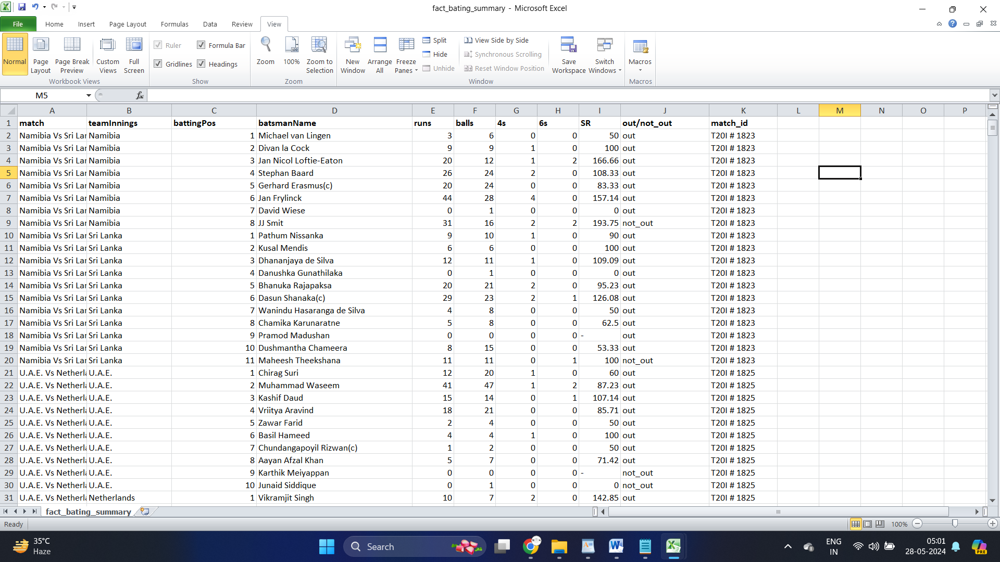 fact_bating_summary - Microsoft Excel
File Home Insert Page Layout Formulas Data Review View
Normal
Page Layout
Page Break Preview
Custom Views
Full Screen
Workbook Views
Ruler
Formula Bar
Gridlines
Headings
Show
Zoom
100%
Zoom to Selection
Zoom
New Window
Arrange All
Freeze Panes
Split
Hide
Unhide
View Side by Side
Synchronous Scrolling
Reset Window Position
Save Workspace
Switch Windows
Window
Macros
Macros
M5 fx
A B C D E F G H I J K L M N O P
1 match teamInnings battingPos batsmanName runs balls 4s 6s SR out/not_out match_id
2 Namibia Vs Sri Lar Namibia 1 Michael van Lingen 3 6 0 0 50 out T20I # 1823
3 Namibia Vs Sri Lar Namibia 2 Divan la Cock 9 9 1 0 100 out T20I # 1823
4 Namibia Vs Sri Lar Namibia 3 Jan Nicol Loftie-Eaton 20 12 1 2 166.66 out T20I # 1823
5 Namibia Vs Sri Lar Namibia 4 Stephan Baard 26 24 2 0 108.33 out T20I # 1823
6 Namibia Vs Sri Lar Namibia 5 Gerhard Erasmus(c) 20 24 0 0 83.33 out T20I # 1823
7 Namibia Vs Sri Lar Namibia 6 Jan Frylinck 44 28 4 0 157.14 out T20I # 1823
8 Namibia Vs Sri Lar Namibia 7 David Wiese 0 1 0 0 0 out T20I # 1823
9 Namibia Vs Sri Lar Namibia 8 JJ Smit 31 16 2 2 193.75 not_out T20I # 1823
10 Namibia Vs Sri Lar Sri Lanka 1 Pathum Nissanka 9 10 1 0 90 out T20I # 1823
11 Namibia Vs Sri Lar Sri Lanka 2 Kusal Mendis 6 6 0 0 100 out T20I # 1823
12 Namibia Vs Sri Lar Sri Lanka 3 Dhananjaya de Silva 12 11 1 0 109.09 out T20I # 1823
13 Namibia Vs Sri Lar Sri Lanka 4 Danushka Gunathilaka 0 1 0 0 0 out T20I # 1823
14 Namibia Vs Sri Lar Sri Lanka 5 Bhanuka Rajapaksa 20 21 2 0 95.23 out T20I # 1823
15 Namibia Vs Sri Lar Sri Lanka 6 Dasun Shanaka(c) 29 23 2 1 126.08 out T20I # 1823
16 Namibia Vs Sri Lar Sri Lanka 7 Wanindu Hasaranga de Silva 4 8 0 0 50 out T20I # 1823
17 Namibia Vs Sri Lar Sri Lanka 8 Chamika Karunaratne 5 8 0 0 62.5 out T20I # 1823
18 Namibia Vs Sri Lar Sri Lanka 9 Pramod Madushan 0 0 0 0 - out T20I # 1823
19 Namibia Vs Sri Lar Sri Lanka 10 Dushmantha Chameera 8 15 0 0 53.33 out T20I # 1823
20 Namibia Vs Sri Lar Sri Lanka 11 Maheesh Theekshana 11 11 0 1 100 not_out T20I # 1823
21 U.A.E. Vs Netherla U.A.E. 1 Chirag Suri 12 20 1 0 60 out T20I # 1825
22 U.A.E. Vs Netherla U.A.E. 2 Muhammad Waseem 41 47 1 2 87.23 out T20I # 1825
23 U.A.E. Vs Netherla U.A.E. 3 Kashif Daud 15 14 0 1 107.14 out T20I # 1825
24 U.A.E. Vs Netherla U.A.E. 4 Vriitya Aravind 18 21 0 0 85.71 out T20I # 1825
25 U.A.E. Vs Netherla U.A.E. 5 Zawar Farid 2 4 0 0 50 out T20I # 1825
26 U.A.E. Vs Netherla U.A.E. 6 Basil Hameed 4 4 1 0 100 out T20I # 1825
27 U.A.E. Vs Netherla U.A.E. 7 Chundangapoyil Rizwan(c) 1 2 0 0 50 out T20I # 1825
28 U.A.E. Vs Netherla U.A.E. 8 Aayan Afzal Khan 5 7 0 0 71.42 out T20I # 1825
29 U.A.E. Vs Netherla U.A.E. 9 Karthik Meiyappan 0 0 0 0 - not_out T20I # 1825
30 U.A.E. Vs Netherla U.A.E. 10 Junaid Siddique 0 1 0 0 0 not_out T20I # 1825
31 U.A.E. Vs Netherla Netherlands 1 Vikramjit Singh 10 7 2 0 142.85 out T20I # 1825
fact_bating_summary
Ready 100%
35°C
Haze
Search
ENG
IN
05:01
28-05-2024
PRE